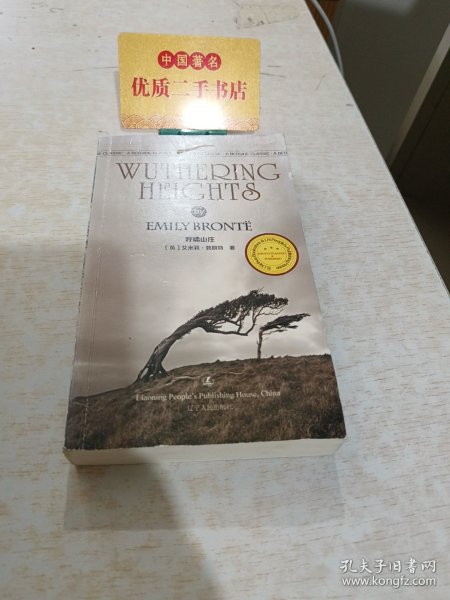 中国著名
优质二手书店
WUTHERING
HEIGHTS
BY
EMILY BRONTË
呼啸山庄
[英] 艾米莉·勃朗特 著
Liaoning People's Publishing House, China
辽宁人民出版社
孔夫子旧书网
www.kongfz.com